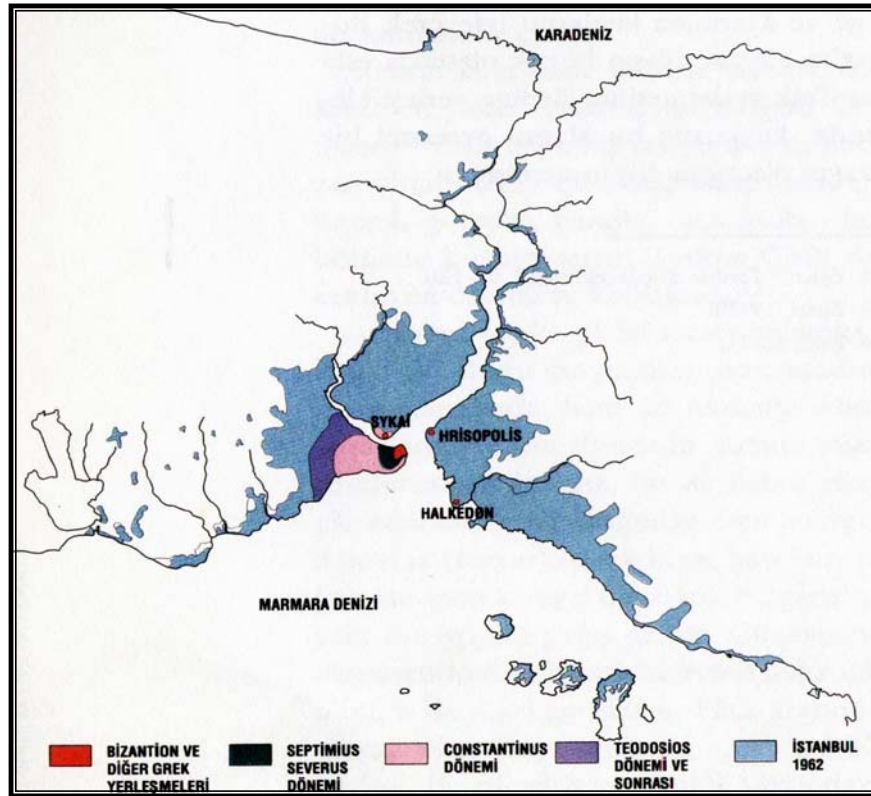 KARADENİZ
SYKAİ
HRİSOPOLİS
HALKEDON
MARMARA DENİZİ
BİZANTİON VE
DİĞER GREK
YERLEŞMELERİ
SEPTİMİUS
SEVERUS
DÖNEMİ
CONSTANTİNUS
DÖNEMİ
TEODOSİOS
DÖNEMİ VE
SONRASI
İSTANBUL
1962